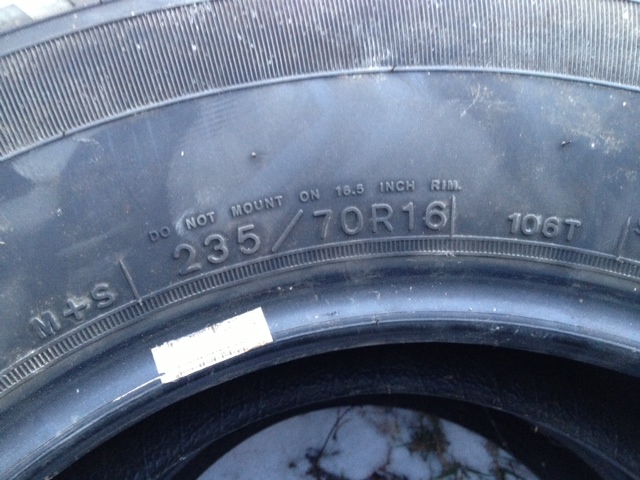 DO NOT MOUNT ON 16.5 INCH RIM.
M+S 235/70R16 106T